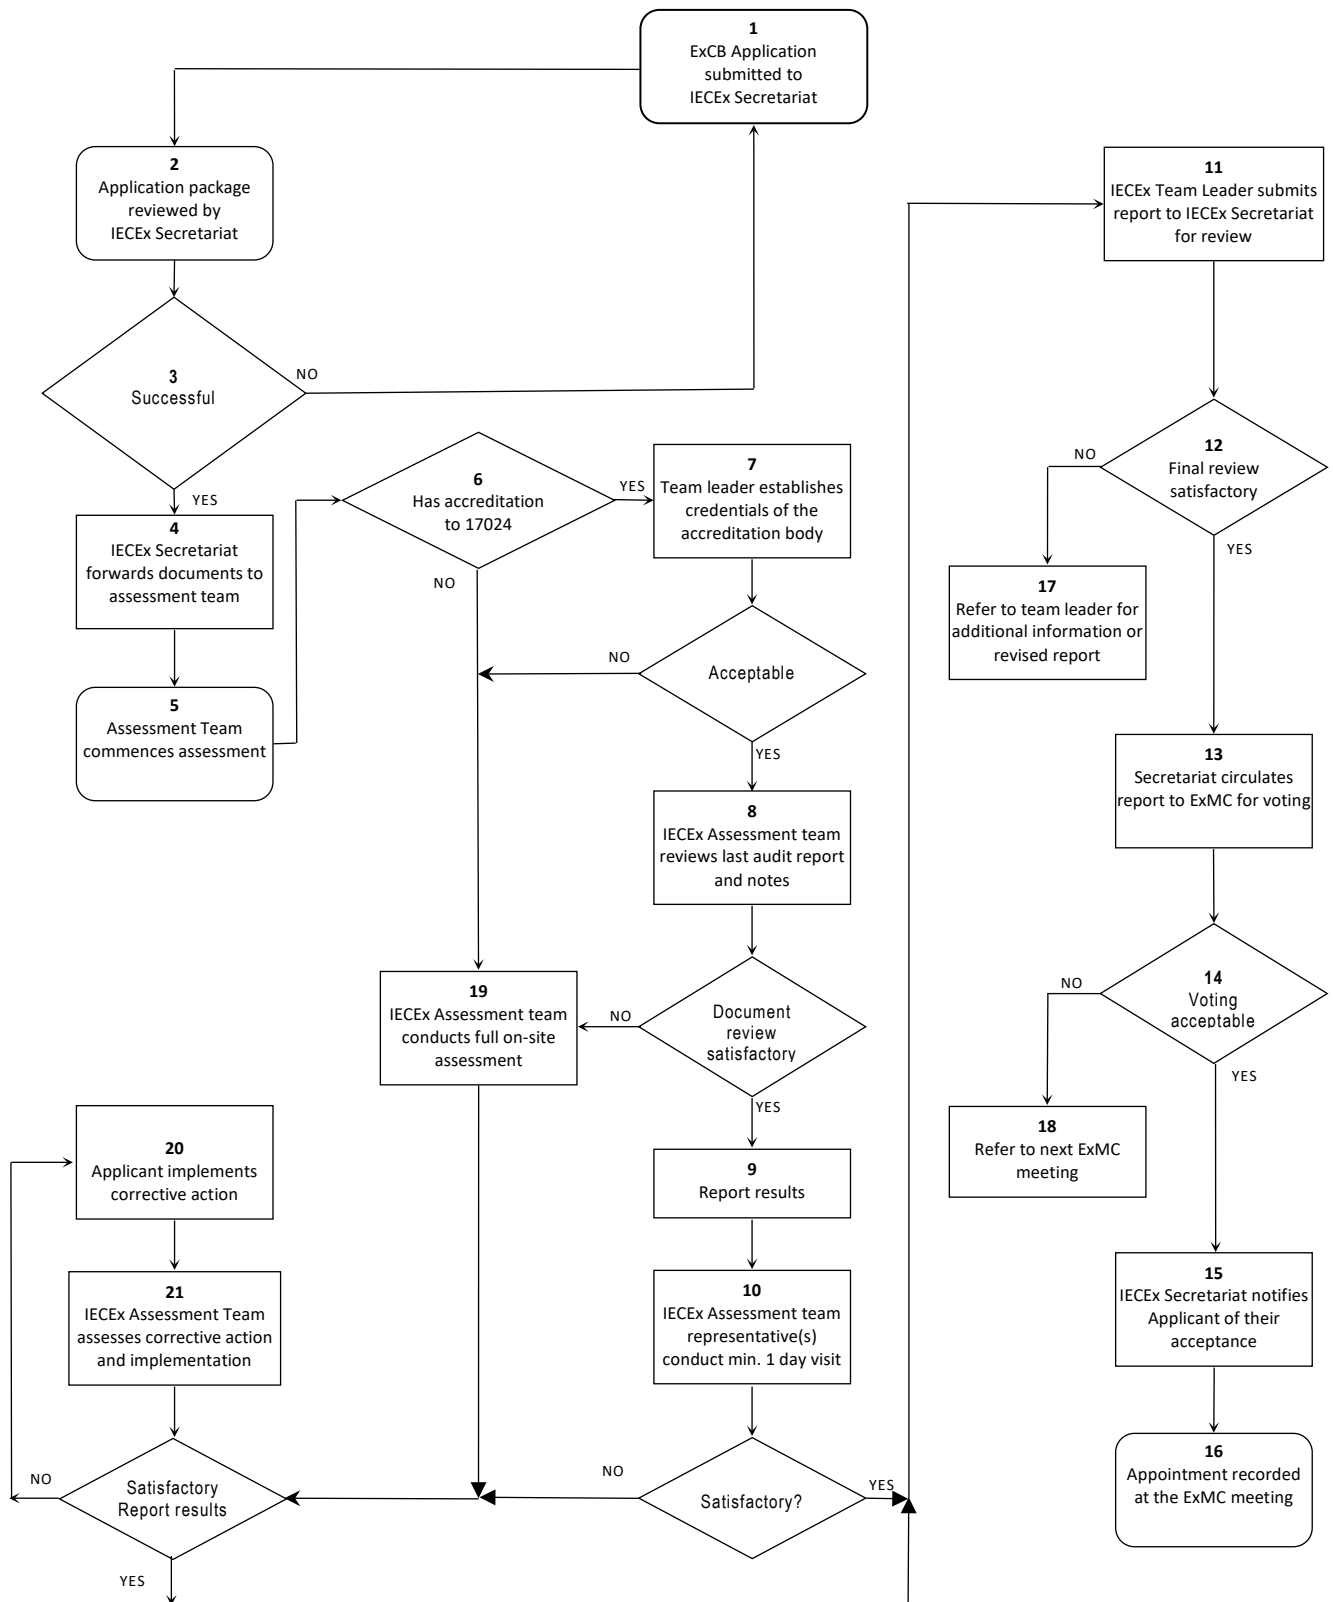 1
ExCB Application
submitted to
IECEx Secretariat
2
Application package
reviewed by
IECEx Secretariat
3
Successful
NO
YES
4
IECEx Secretariat
forwards documents to
assessment team
5
Assessment Team
commences assessment
6
Has accreditation
to 17024
YES
NO
7
Team leader establishes
credentials of the
accreditation body
Acceptable
NO
YES
8
IECEx Assessment team
reviews last audit report
and notes
Document
review
satisfactory
NO
YES
19
IECEx Assessment team
conducts full on-site
assessment
9
Report results
10
IECEx Assessment team
representative(s)
conduct min. 1 day visit
Satisfactory?
NO
YES
20
Applicant implements
corrective action
21
IECEx Assessment Team
assesses corrective action
and implementation
Satisfactory
Report results
NO
YES
11
IECEx Team Leader submits
report to IECEx Secretariat
for review
12
Final review
satisfactory
NO
YES
17
Refer to team leader for
additional information or
revised report
13
Secretariat circulates
report to ExMC for voting
14
Voting
acceptable
NO
YES
18
Refer to next ExMC
meeting
15
IECEx Secretariat notifies
Applicant of their
acceptance
16
Appointment recorded
at the ExMC meeting